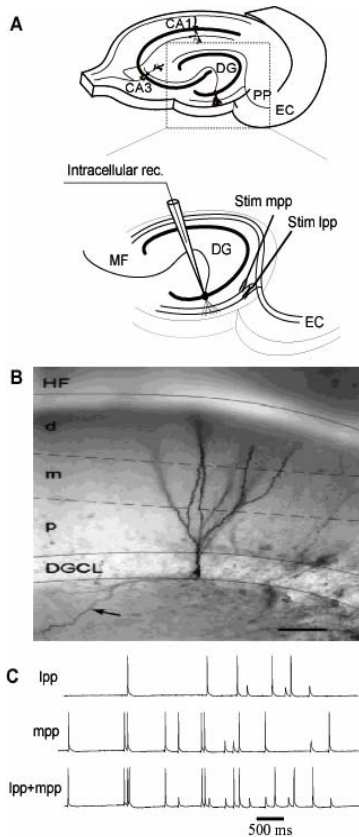 A
CA1
DG
CA3
PP
EC
Intracellular rec.
Stim mpp
Stim lpp
MF
DG
EC
B
HF
d
m
p
DGCL
C
lpp
mpp
lpp+mpp
500 ms